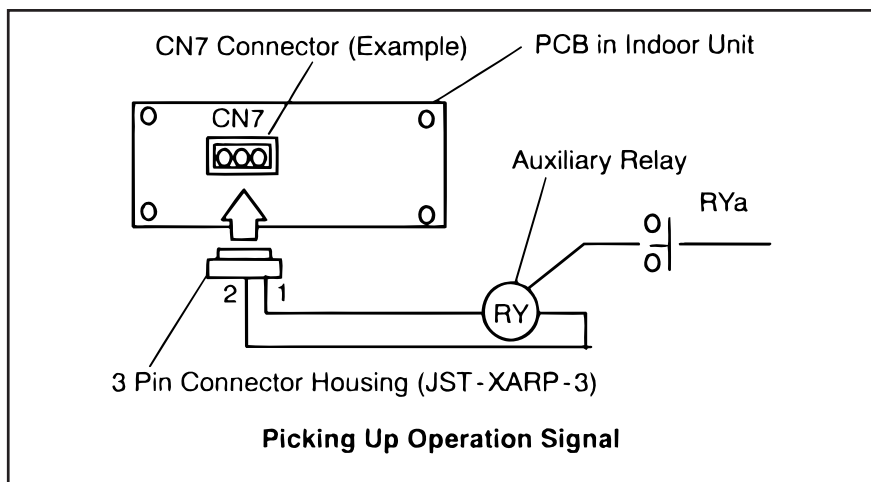 CN7 Connector (Example)
PCB in Indoor Unit
CN7
Auxiliary Relay
RYa
2
1
RY
3 Pin Connector Housing (JST-XARP-3)
Picking Up Operation Signal